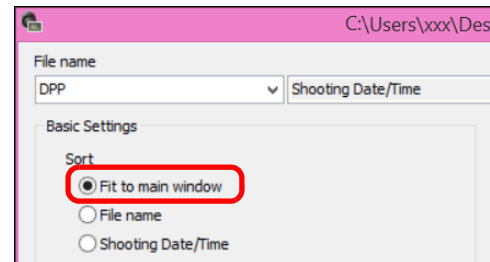 C:\Users\xxx\Des
File name
DPP Shooting Date/Time
Basic Settings
Sort
Fit to main window
File name
Shooting Date/Time